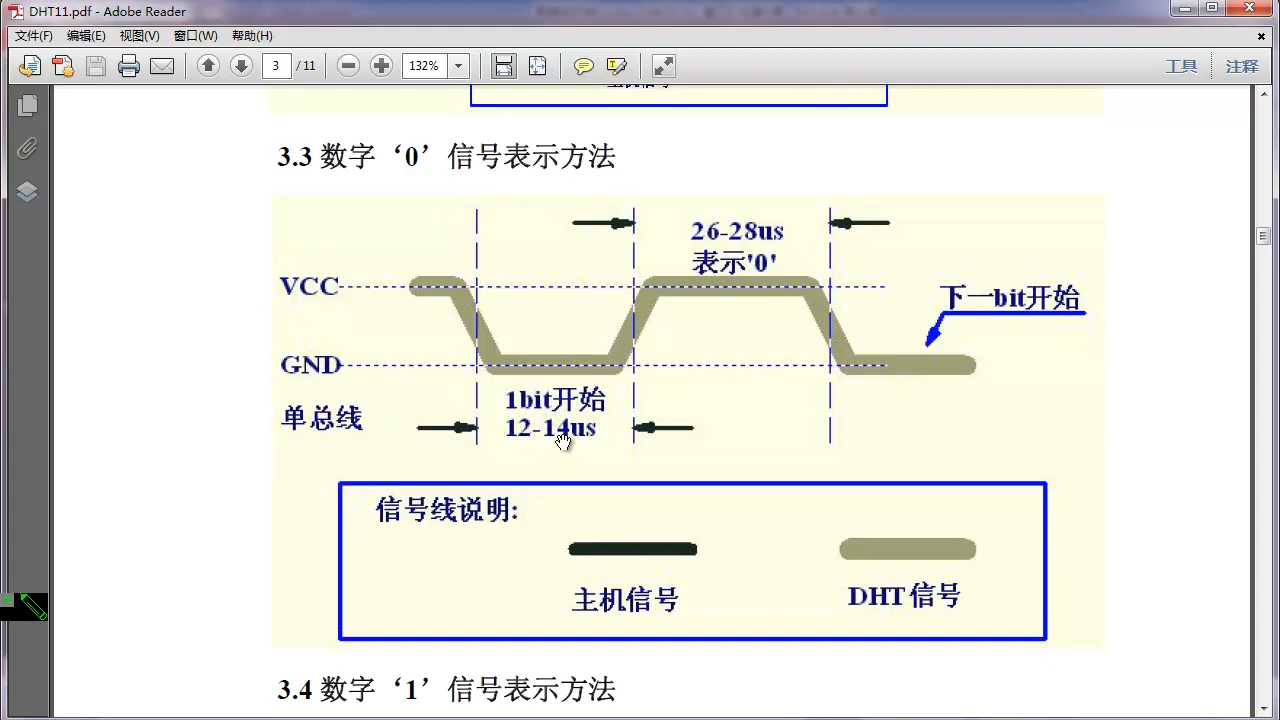 DHT11.pdf - Adobe Reader
文件(F) 编辑(E) 视图(V) 窗口(W) 帮助(H)
3 / 11 132% 工具 注释
主机信号
3.3 数字‘0’信号表示方法
26-28us
表示'0'
VCC
下一bit开始
GND
1bit开始
单总线
12-14us
信号线说明:
主机信号 DHT信号
3.4 数字‘1’信号表示方法